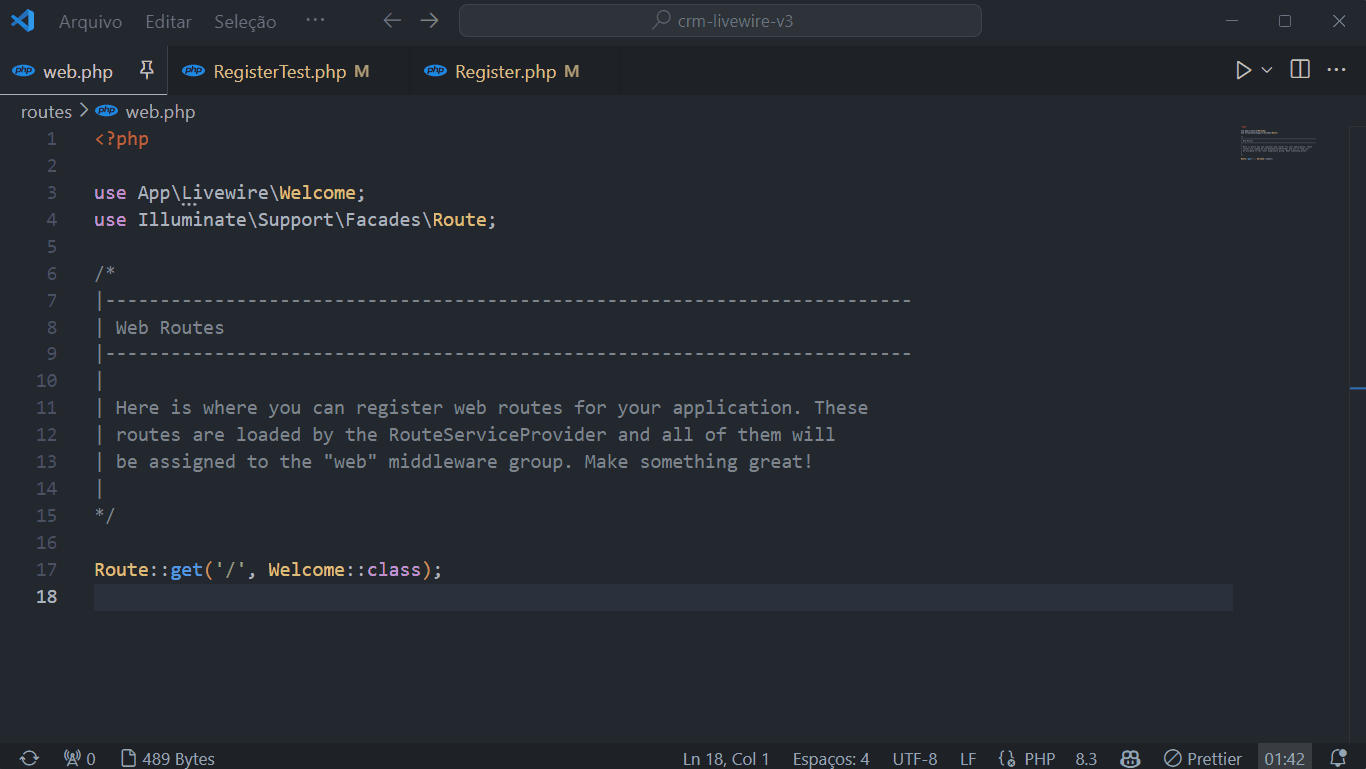 Arquivo Editar Seleção ··· crm-livewire-v3
web.php RegisterTest.php M Register.php M
routes > web.php
1 <?php
2
3 use App\Livewire\Welcome;
4 use Illuminate\Support\Facades\Route;
5
6 /*
7 |--------------------------------------------------------------------------
8 | Web Routes
9 |--------------------------------------------------------------------------
10 |
11 | Here is where you can register web routes for your application. These
12 | routes are loaded by the RouteServiceProvider and all of them will
13 | be assigned to the "web" middleware group. Make something great!
14 |
15 */
16
17 Route::get('/', Welcome::class);
18
0 489 Bytes Ln 18, Col 1 Espaços: 4 UTF-8 LF PHP 8.3 Prettier 01:42